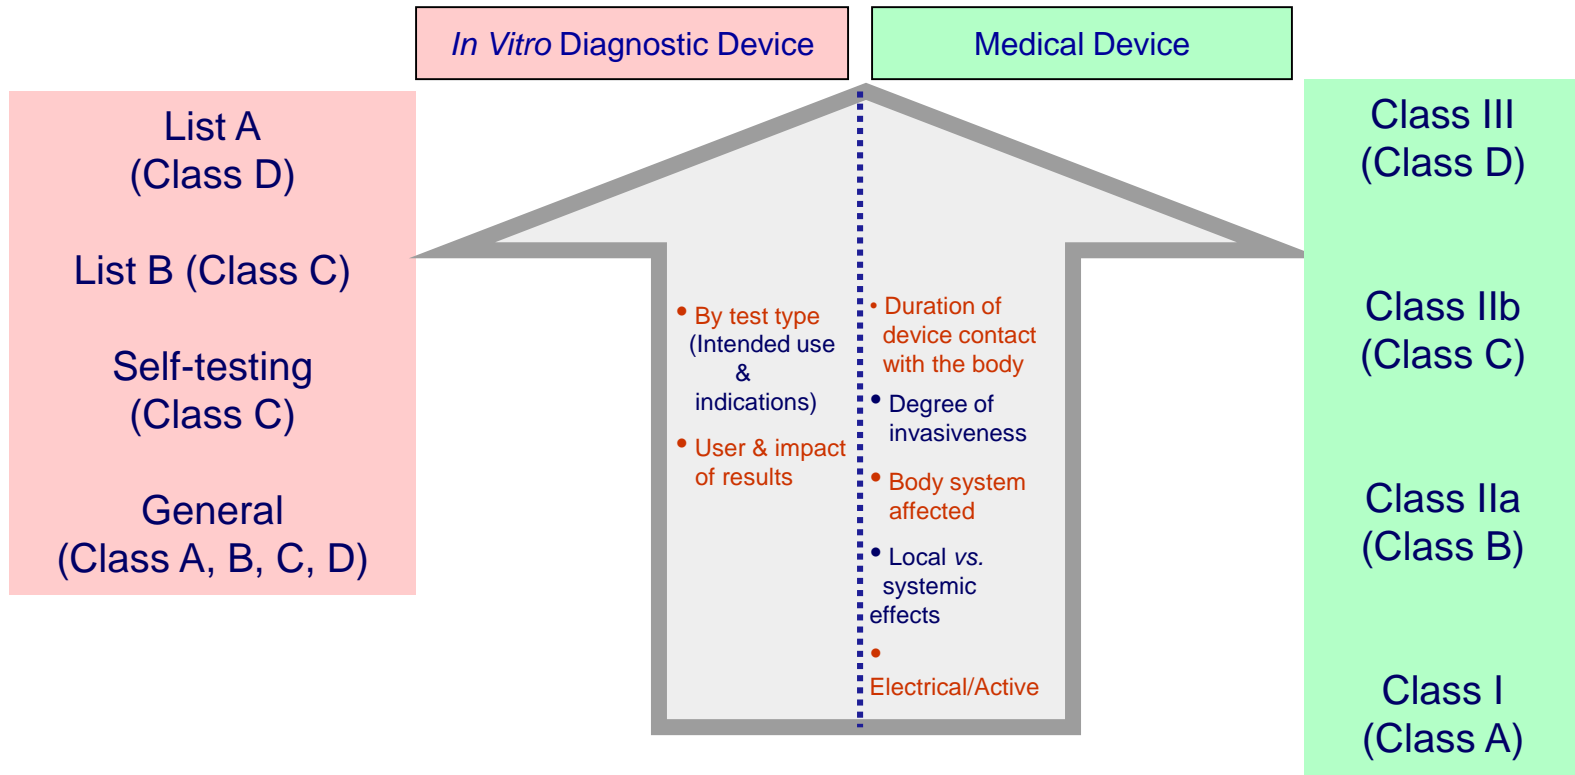 In Vitro Diagnostic Device
Medical Device
List A
(Class D)
List B (Class C)
Self-testing
(Class C)
General
(Class A, B, C, D)
• By test type
(Intended use
&
indications)
• User & impact
of results
• Duration of
device contact
with the body
• Degree of
invasiveness
• Body system
affected
• Local vs.
systemic
effects
•
Electrical/Active
Class III
(Class D)
Class IIb
(Class C)
Class IIa
(Class B)
Class I
(Class A)